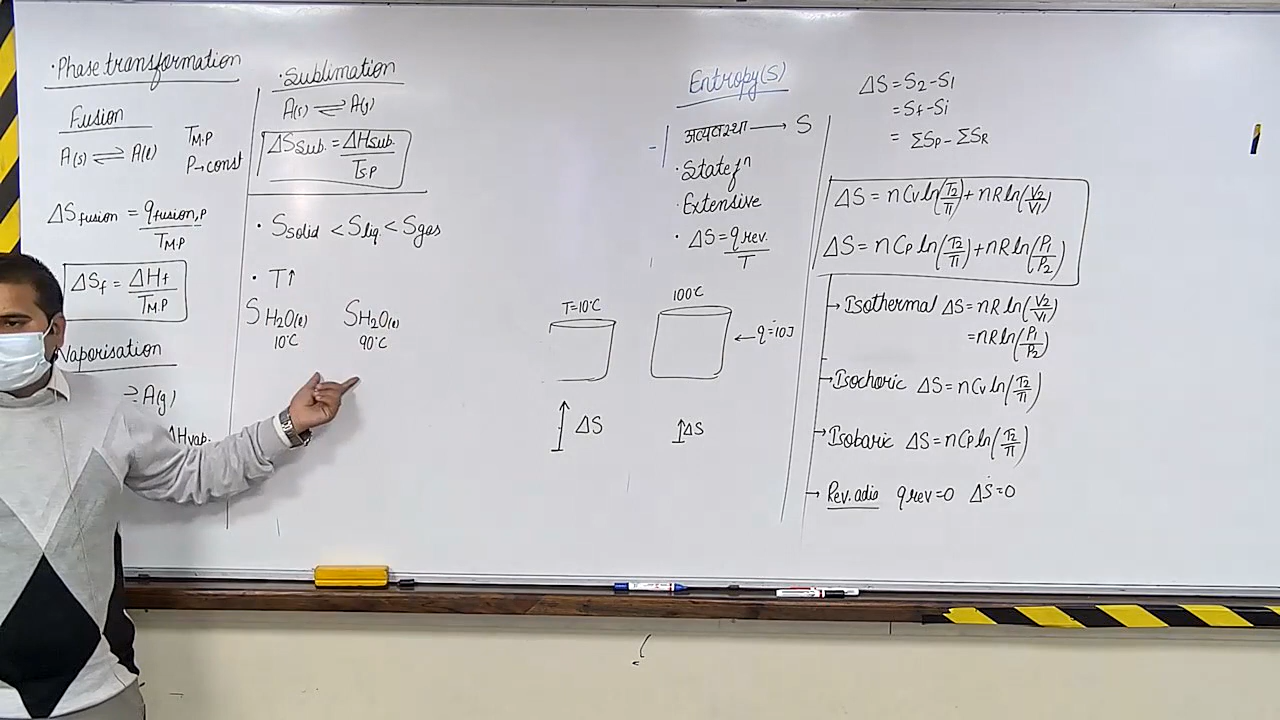 ·Phase transformation
Fusion
A(s) ⇌ A(l)
T M.P
P→const
ΔS fusion = q fusion, P / T M.P
ΔS f = ΔH f / T M.P
Vaporisation
⇌ A(g)
ΔH vap.
·Sublimation
A(s) ⇌ A(g)
ΔS sub. = ΔH sub. / T S.P
· S solid < S liq < S gas
· T↑
S H2O(l) 10°C
S H2O(l) 90°C
Entropy(S)
अव्यवस्था → S
·State fⁿ
·Extensive
· ΔS = q rev. / T
T=10°C
100°C
← q=10J
↑ ΔS
↑ ΔS
ΔS = S2 - S1
= Sf - Si
= ΣSP - ΣSR
ΔS = nCv ln(T2/T1) + nR ln(V2/V1)
ΔS = nCp ln(T2/T1) + nR ln(P1/P2)
→ Isothermal ΔS = nR ln(V2/V1)
= nR ln(P1/P2)
→ Isochoric ΔS = nCv ln(T2/T1)
→ Isobaric ΔS = nCp ln(T2/T1)
→ Rev. adia q rev = 0 ΔS = 0